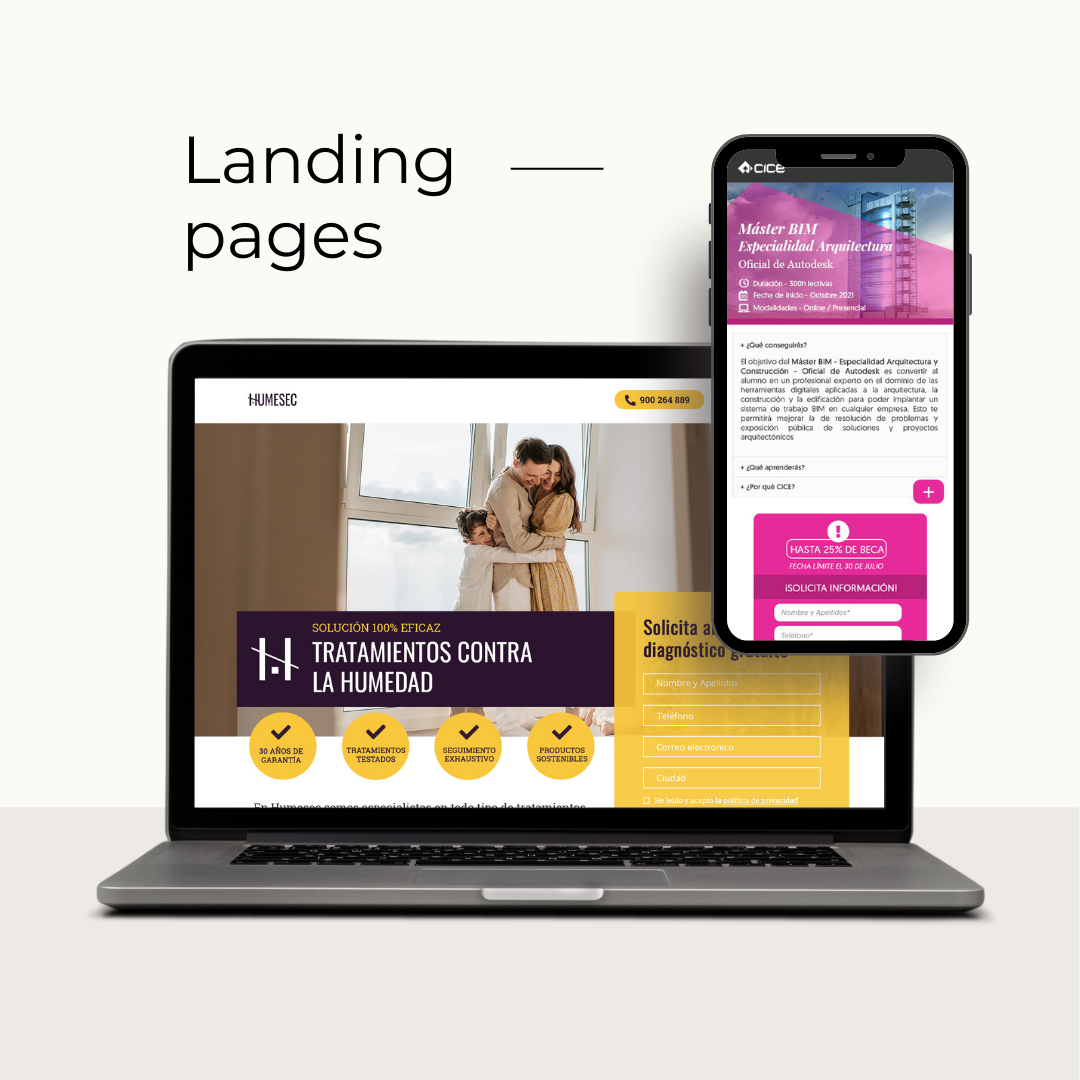 Landing
pages
HUMESEC
900 264 889
SOLUCIÓN 100% EFICAZ
TRATAMIENTOS CONTRA
LA HUMEDAD
30 AÑOS DE
GARANTÍA
TRATAMIENTOS
TESTADOS
SEGUIMIENTO
EXHAUSTIVO
PRODUCTOS
SOSTENIBLES
En Humesec somos especialistas en todo tipo de tratamientos
Solicita
diagnóstico gratuito
Nombre y Apellidos
Teléfono
Correo electrónico
Ciudad
He leído y acepto la política de privacidad
CICE
Máster BIM
Especialidad Arquitectura
Oficial de Autodesk
Duración - 300h lectivas
Fecha de inicio - Octubre 2021
Modalidades - Online / Presencial
+ ¿Qué conseguirás?
El objetivo del Máster BIM - Especialidad Arquitectura y
Construcción - Oficial de Autodesk es convertir al
alumno en un profesional experto en el dominio de las
herramientas digitales aplicadas a la arquitectura, la
construcción y la edificación para poder implantar un
sistema de trabajo BIM en cualquier empresa. Esto te
permitirá mejorar la de resolución de problemas y
exposición pública de soluciones y proyectos
arquitectónicos
+ ¿Qué aprenderás?
+ ¿Por qué CICE?
+
HASTA 25% DE BECA
FECHA LÍMITE EL 30 DE JULIO
¡SOLICITA INFORMACIÓN!
Nombre y Apellidos*
Teléfono*